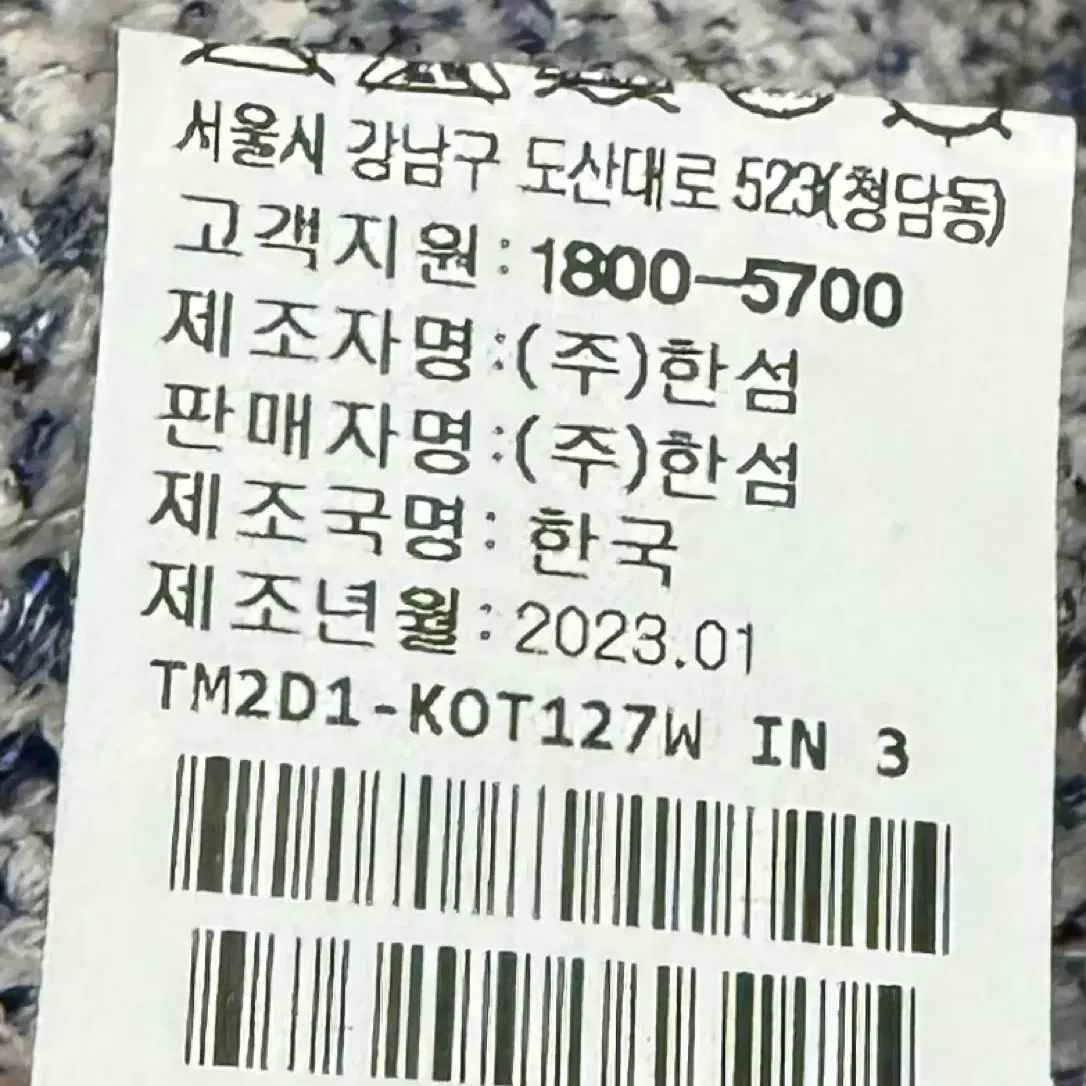 서울시 강남구 도산대로 523(청담동)
고객지원:1800-5700
제조자명:(주)한섬
판매자명:(주)한섬
제조국명: 한국
제조년월:2023.01
TM2D1-KOT127W IN 3